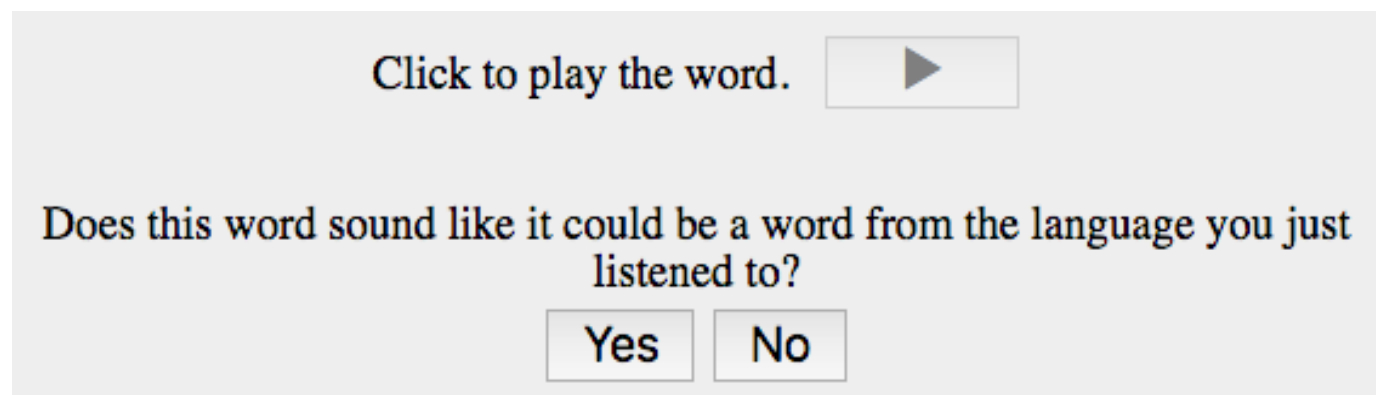 Click to play the word.
Does this word sound like it could be a word from the language you just
listened to?
Yes No